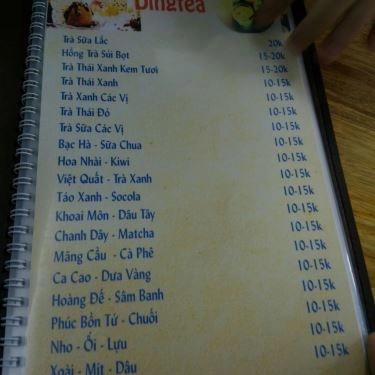 Dingtea
Trà Sữa Lắc 20k
Hồng Trà Sủi Bọt 15-20k
Trà Thái Xanh Kem Tươi 15-20k
Trà Thái Xanh 10-15k
Trà Xanh Các Vị 10-15k
Trà Thái Đỏ 10-15k
Trà Sữa Các Vị 10-15k
Bạc Hà - Sữa Chua 10-15k
Hoa Nhài - Kiwi 10-15k
Việt Quất - Trà Xanh 10-15k
Táo Xanh - Socola 10-15k
Khoai Môn - Dâu Tây 10-15k
Chanh Dây - Matcha 10-15k
Mãng Cầu - Cà Phê 10-15k
Ca Cao - Dưa Vàng 10-15k
Hoàng Đế - Sâm Banh 10-15k
Phúc Bồn Tử - Chuối 10-15k
Nho - Ổi - Lựu 10-15k
Xoài - Mít - Dâu 10-15k